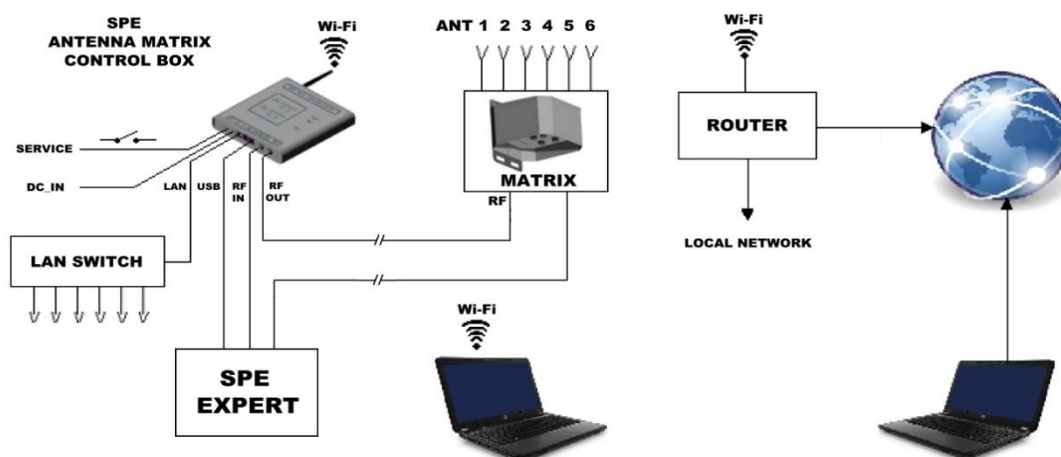 SPE
ANTENNA MATRIX
CONTROL BOX
Wi-Fi
ANT 1 2 3 4 5 6
Wi-Fi
ROUTER
SERVICE
DC_IN
LAN
USB
RF
IN
RF
OUT
MATRIX
RF
LOCAL NETWORK
LAN SWITCH
Wi-Fi
SPE
EXPERT